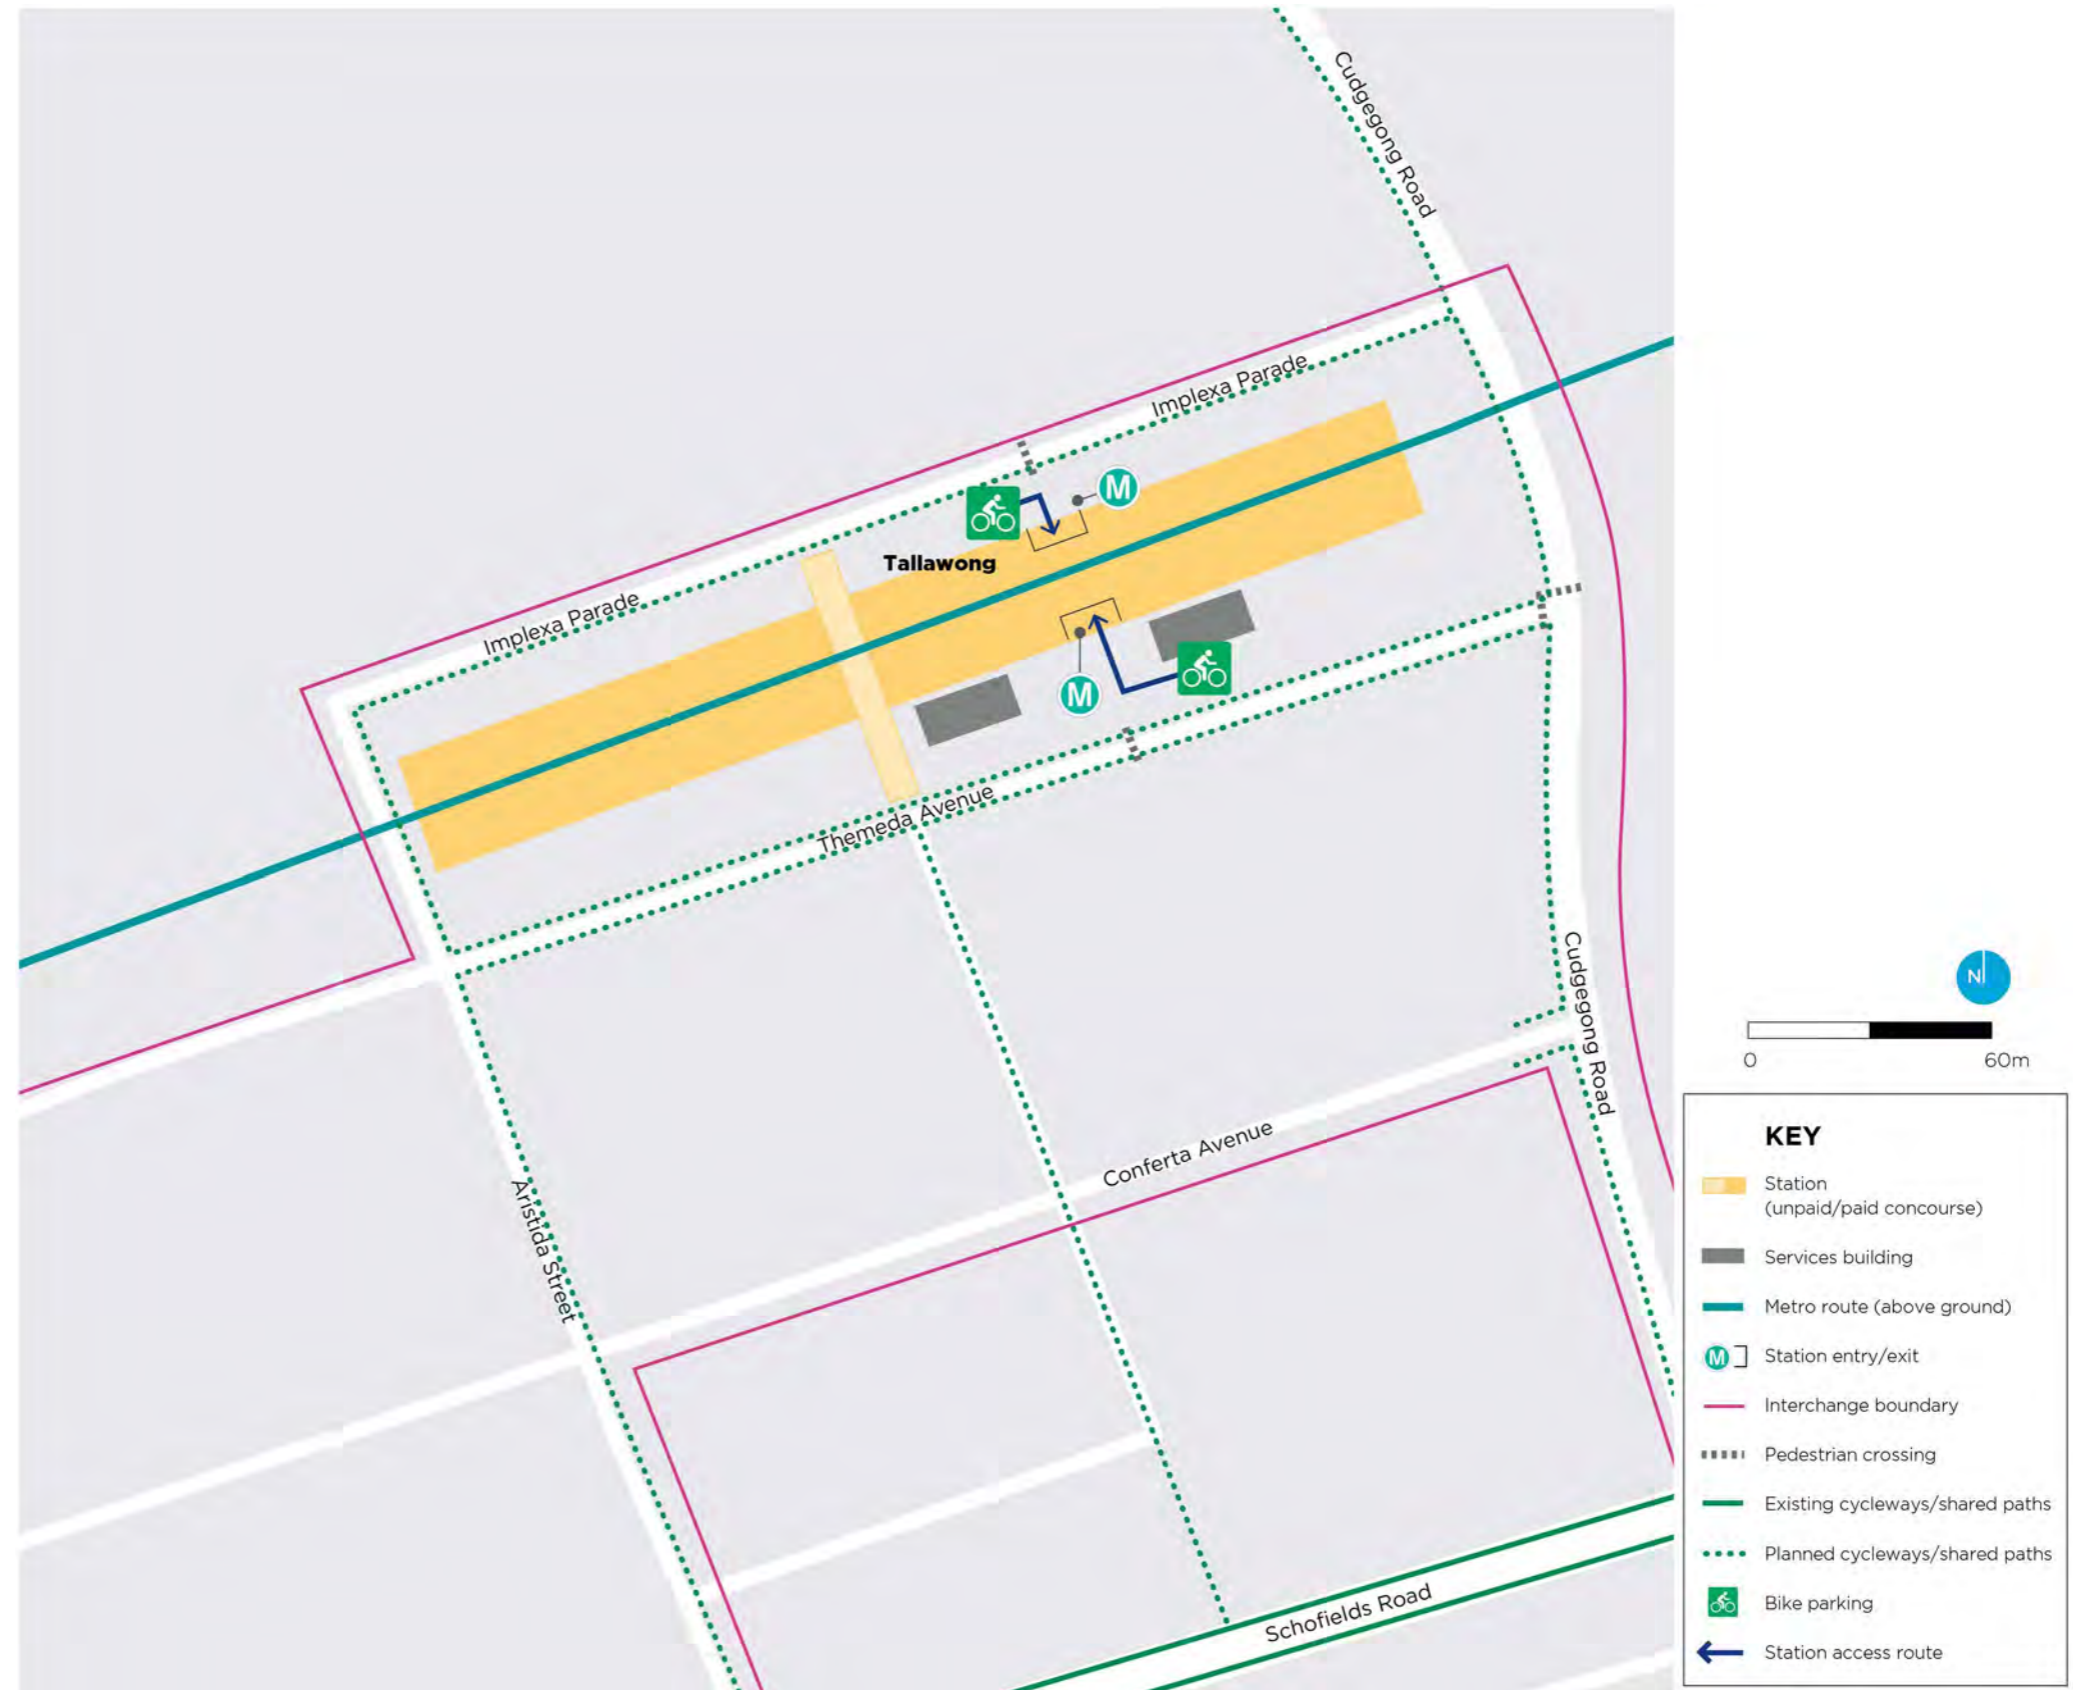 Cudgegong Road
Implexa Parade
M
Tallawong
Implexa Parade
M
Themeda Avenue
Cudgegong Road
Conferta Avenue
Aristida Street
Schofields Road
N
0 60m
KEY
Station
(unpaid/paid concourse)
Services building
Metro route (above ground)
M Station entry/exit
Interchange boundary
Pedestrian crossing
Existing cycleways/shared paths
Planned cycleways/shared paths
Bike parking
Station access route